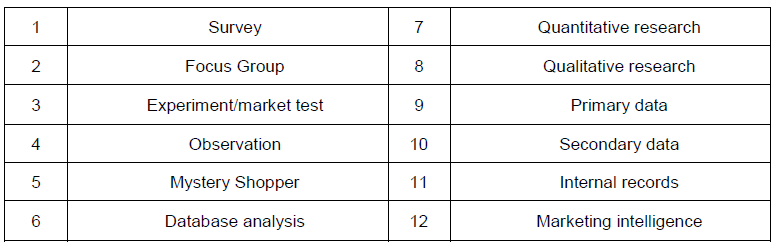 1 Survey 7 Quantitative research
2 Focus Group 8 Qualitative research
3 Experiment/market test 9 Primary data
4 Observation 10 Secondary data
5 Mystery Shopper 11 Internal records
6 Database analysis 12 Marketing intelligence